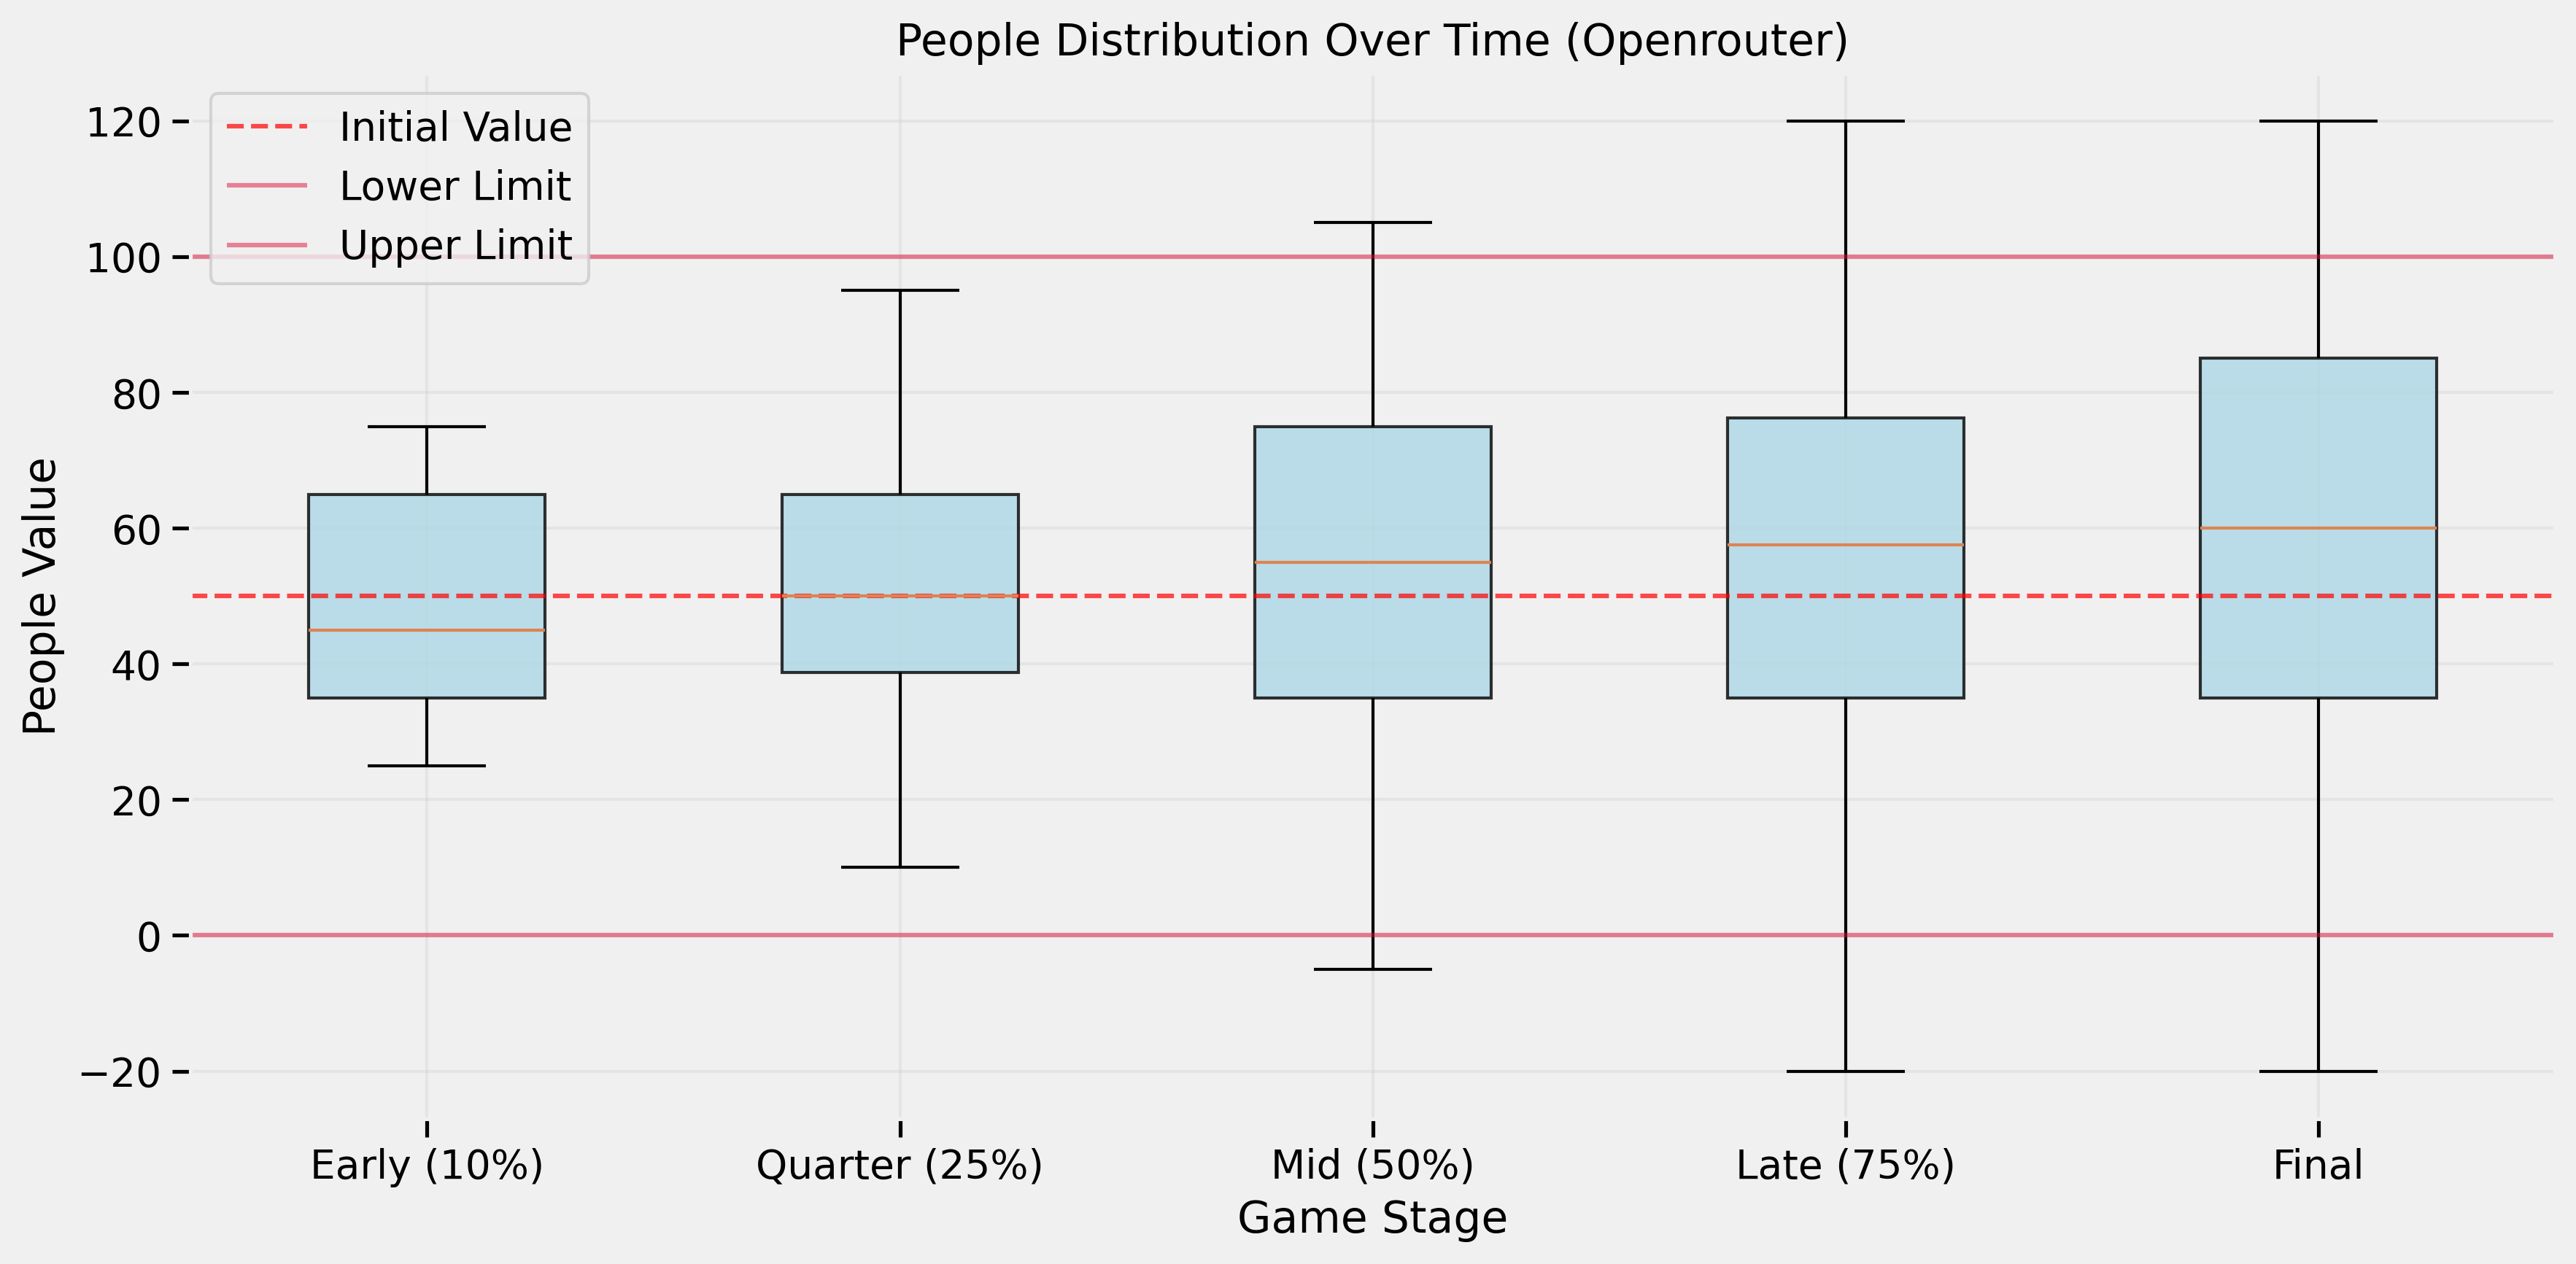 People Distribution Over Time (Openrouter)
Initial Value
Lower Limit
Upper Limit
People Value
120
100
80
60
40
20
0
−20
Early (10%)
Quarter (25%)
Mid (50%)
Late (75%)
Final
Game Stage